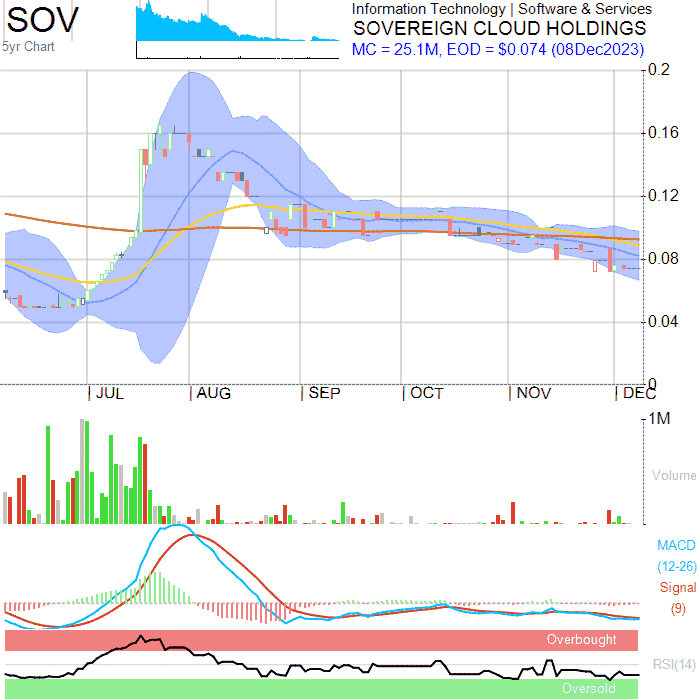 SOV
5yr Chart
Information Technology | Software & Services
SOVEREIGN CLOUD HOLDINGS
MC = 25.1M, EOD = $0.074 (08Dec2023)
0.2
0.16
0.12
0.08
0.04
0
JUL AUG SEP OCT NOV DEC
1M
Volume
MACD
(12-26)
Signal
(9)
Overbought
RSI(14)
Oversold